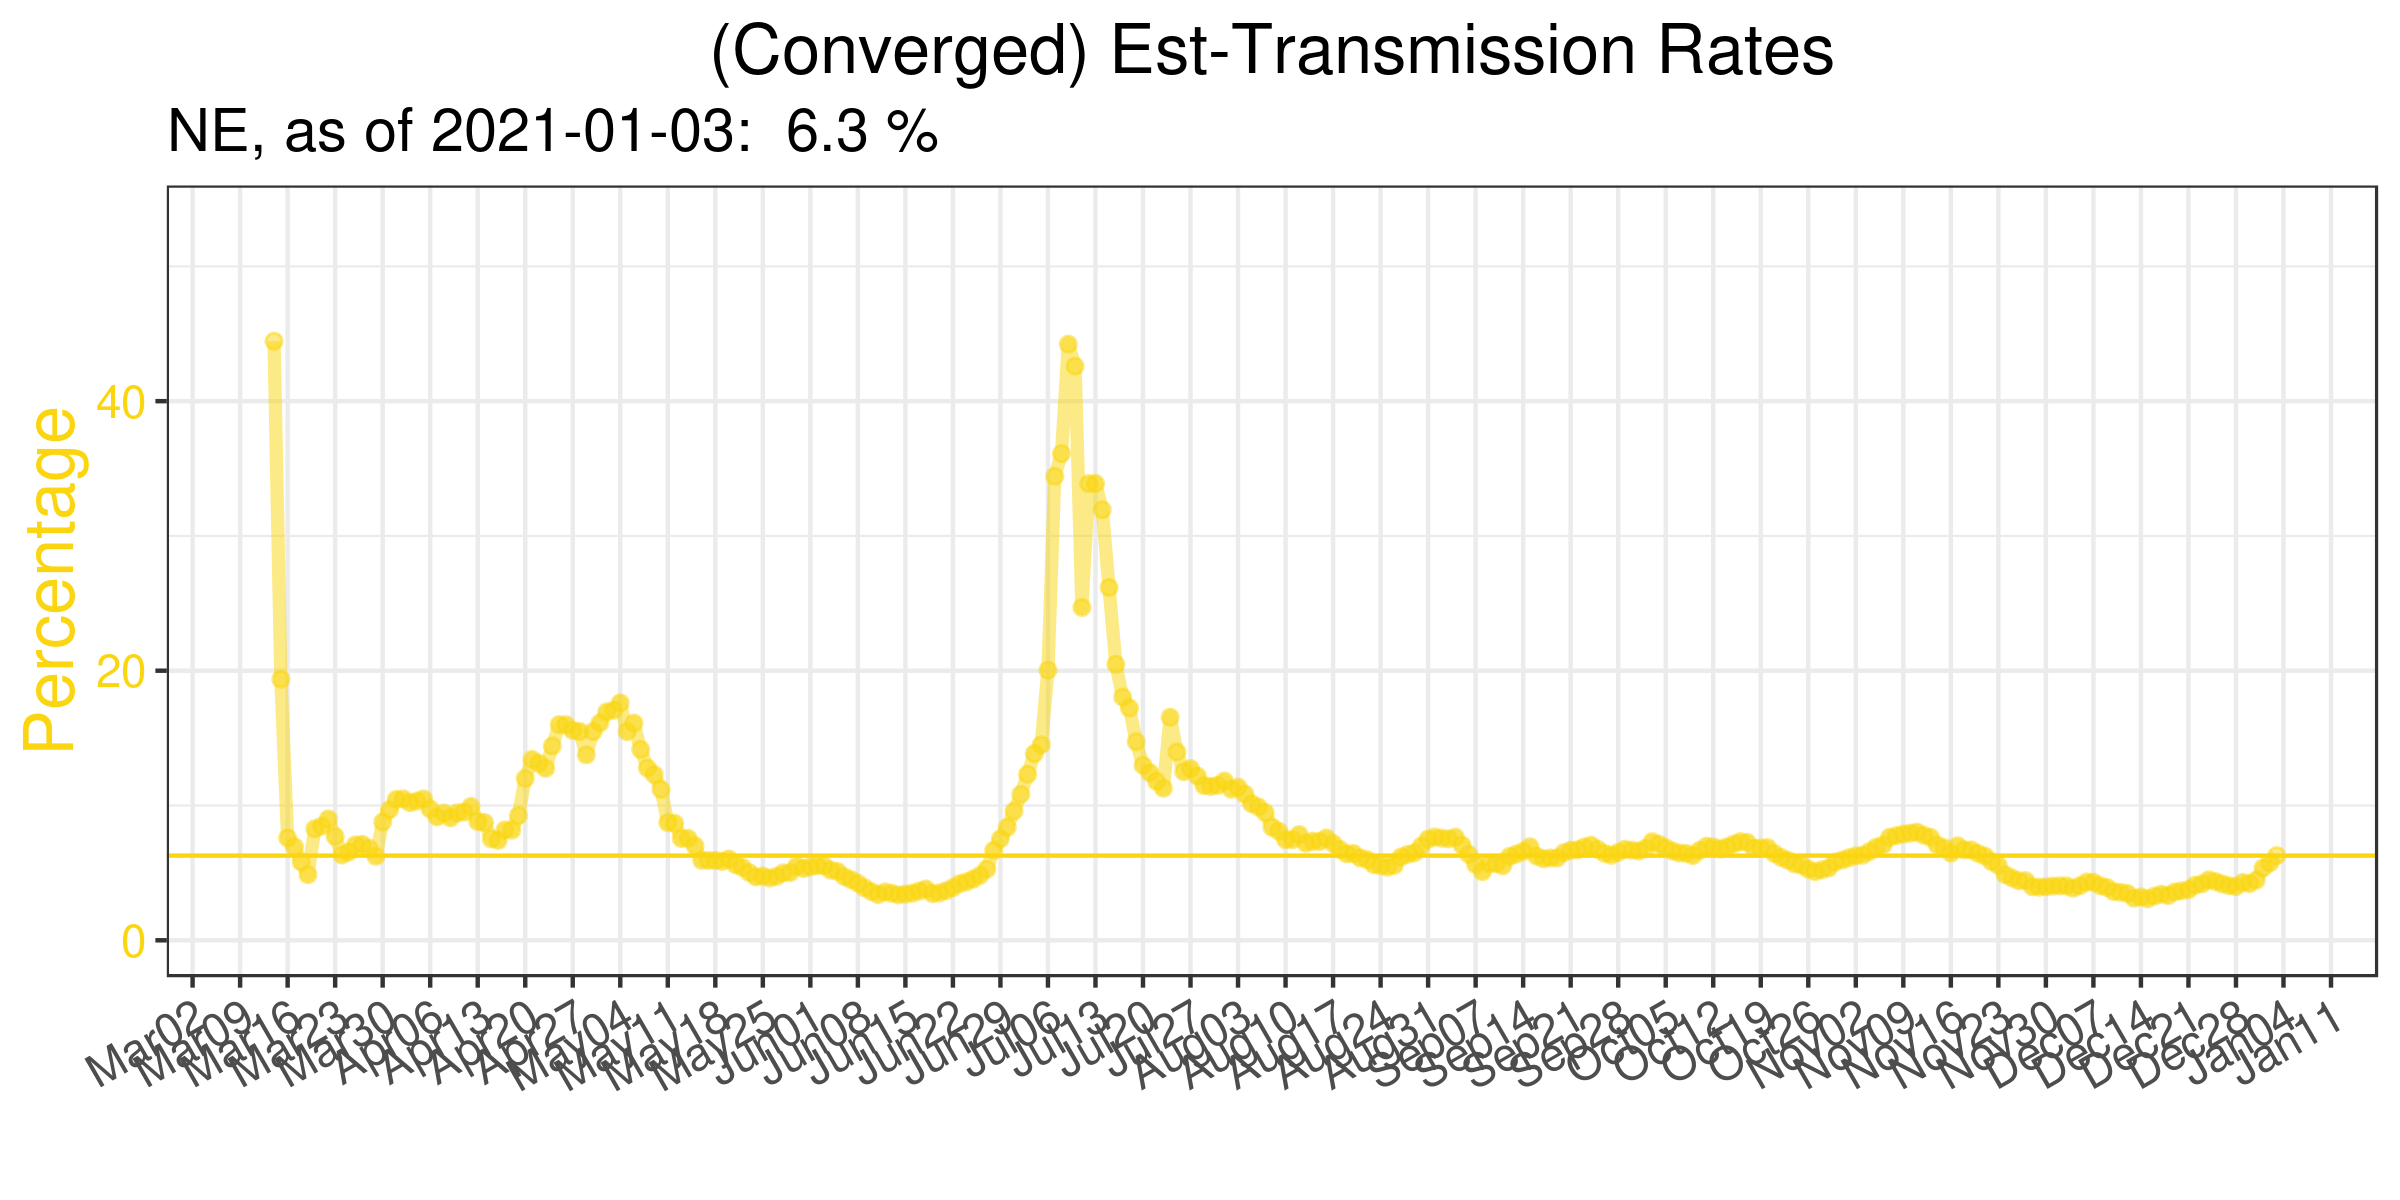 (Converged) Est-Transmission Rates
NE, as of 2021-01-03:  6.3 %
Percentage
40
20
0
Mar02
Mar09
Mar16
Mar23
Mar30
Apr06
Apr13
Apr20
Apr27
May04
May11
May18
May25
Jun01
Jun08
Jun15
Jun22
Jun29
Jul06
Jul13
Jul20
Jul27
Aug03
Aug10
Aug17
Aug24
Aug31
Sep07
Sep14
Sep21
Sep28
Oct05
Oct12
Oct19
Oct26
Nov02
Nov09
Nov16
Nov23
Nov30
Dec07
Dec14
Dec21
Dec28
Jan04
Jan11